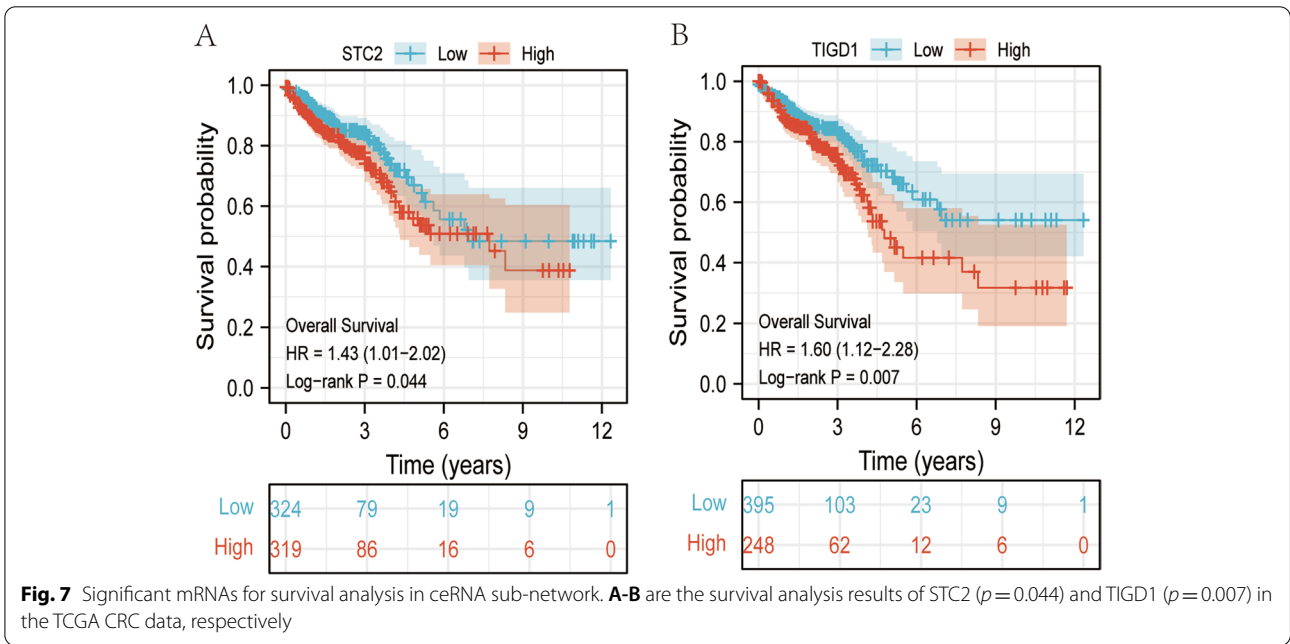 A
STC2 Low High
Survival probability
1.0
0.8
0.6
0.4
0.2
0.0
Overall Survival
HR = 1.43 (1.01−2.02)
Log−rank P = 0.044
0 3 6 9 12
Time (years)
Low 324 79 19 9 1
High 319 86 16 6 0
B
TIGD1 Low High
Survival probability
1.0
0.8
0.6
0.4
0.2
0.0
Overall Survival
HR = 1.60 (1.12−2.28)
Log−rank P = 0.007
0 3 6 9 12
Time (years)
Low 395 103 23 9 1
High 248 62 12 6 0
Fig. 7 Significant mRNAs for survival analysis in ceRNA sub-network. A-B are the survival analysis results of STC2 (p = 0.044) and TIGD1 (p = 0.007) in
the TCGA CRC data, respectively